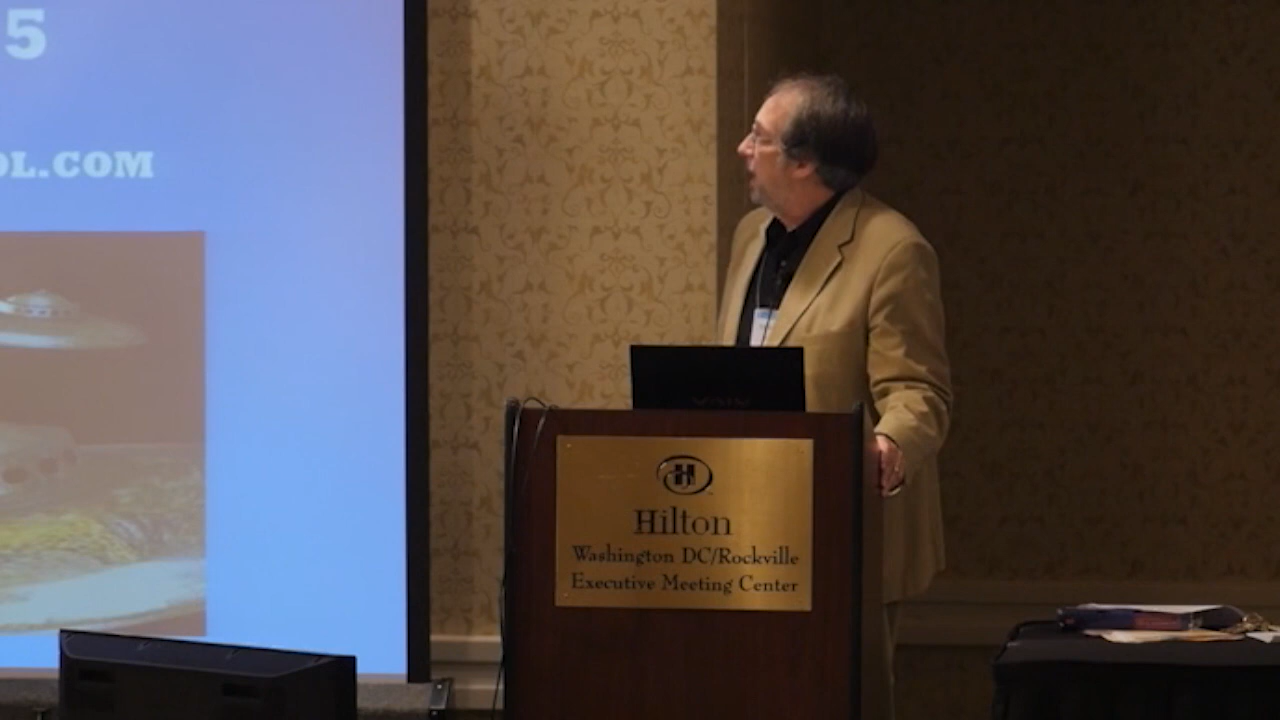 5
OL.COM
H
Hilton
Washington DC/Rockville
Executive Meeting Center